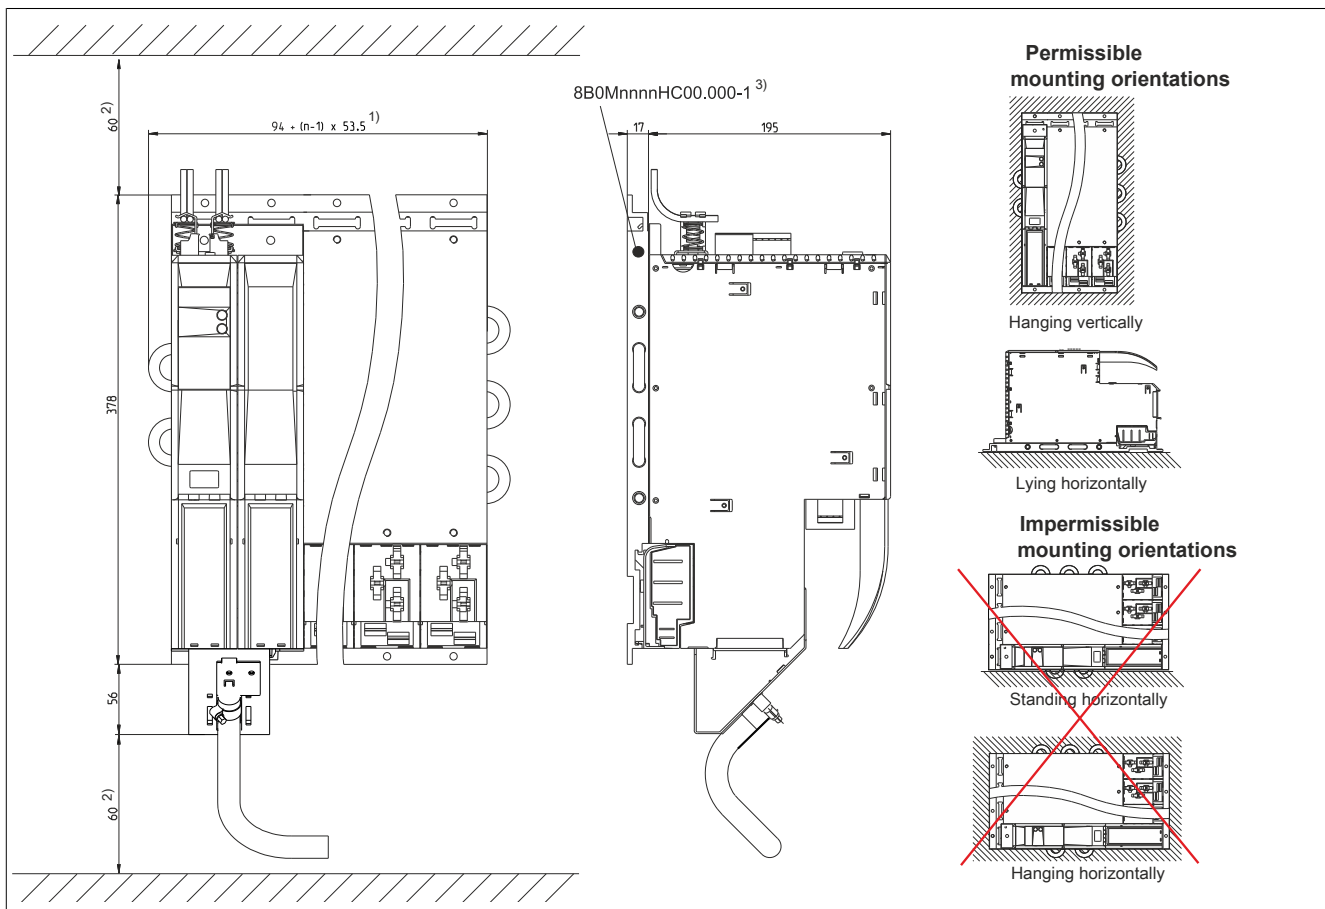 60 2)
94 + (n-1) x 53.5 1)
378
56
60 2)
8B0MnnnnHC00.000-1 3)
17
195
Permissible
mounting orientations
Hanging vertically
Lying horizontally
Impermissible
mounting orientations
Standing horizontally
Hanging horizontally